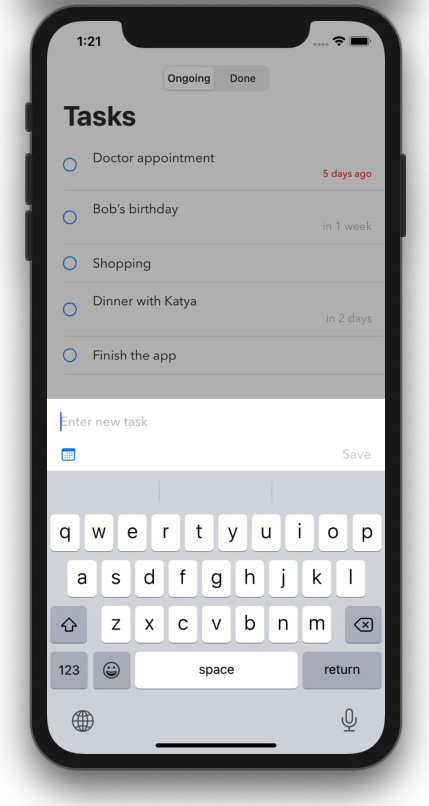 1:21
Ongoing Done
Tasks
Doctor appointment
5 days ago
Bob's birthday
in 1 week
Shopping
Dinner with Katya
in 2 days
Finish the app
Enter new task
Save
q w e r t y u i o p
a s d f g h j k l
z x c v b n m
123 space return